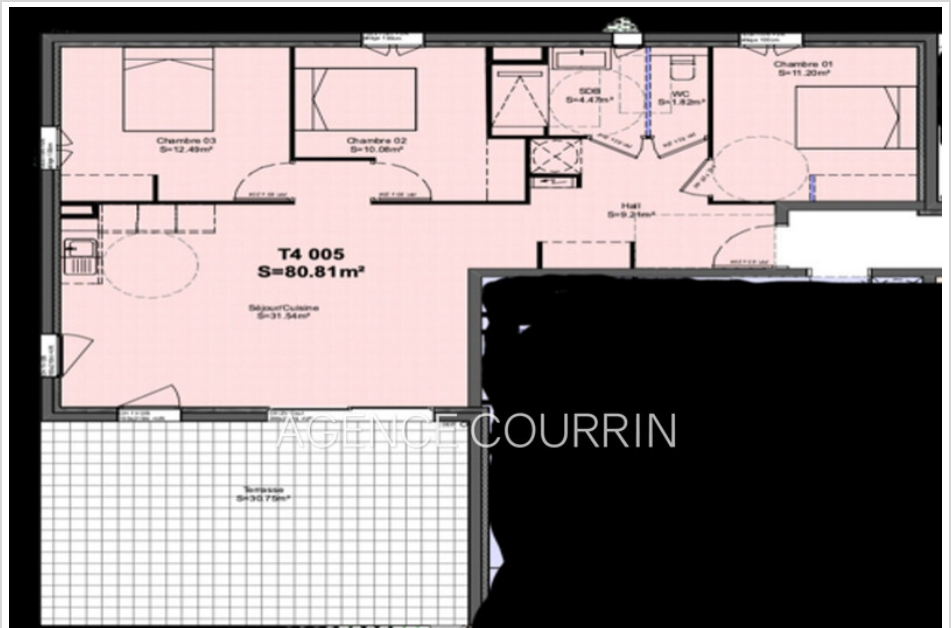 Chambre 01
S=11.20m²
SDB
S=4.47m²
WC
S=1.82m²
Chambre 03
S=12.49m²
Chambre 02
S=10.06m²
Hall
S=9.21m²
T4 005
S=80.81m²
Séjour/Cuisine
S=31.54m²
AGENCE COURRIN
Terrasse
S=30.75m²